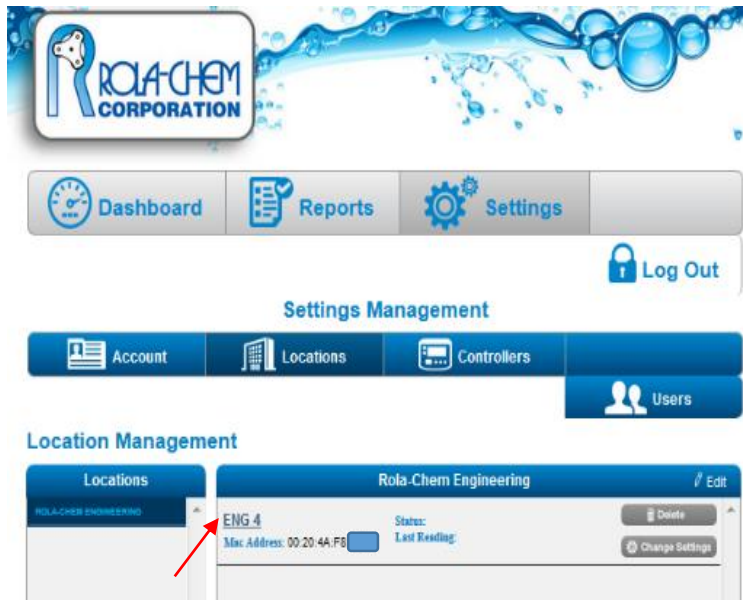 ROLA-CHEM
CORPORATION
Dashboard
Reports
Settings
Log Out
Settings Management
Account
Locations
Controllers
Users
Location Management
Locations
Rola-Chem Engineering
Edit
ROLA-CHEM ENGINEERING
ENG 4
Status:
Delete
Mac Address: 00:20:4A:F8
Last Reading:
Change Settings